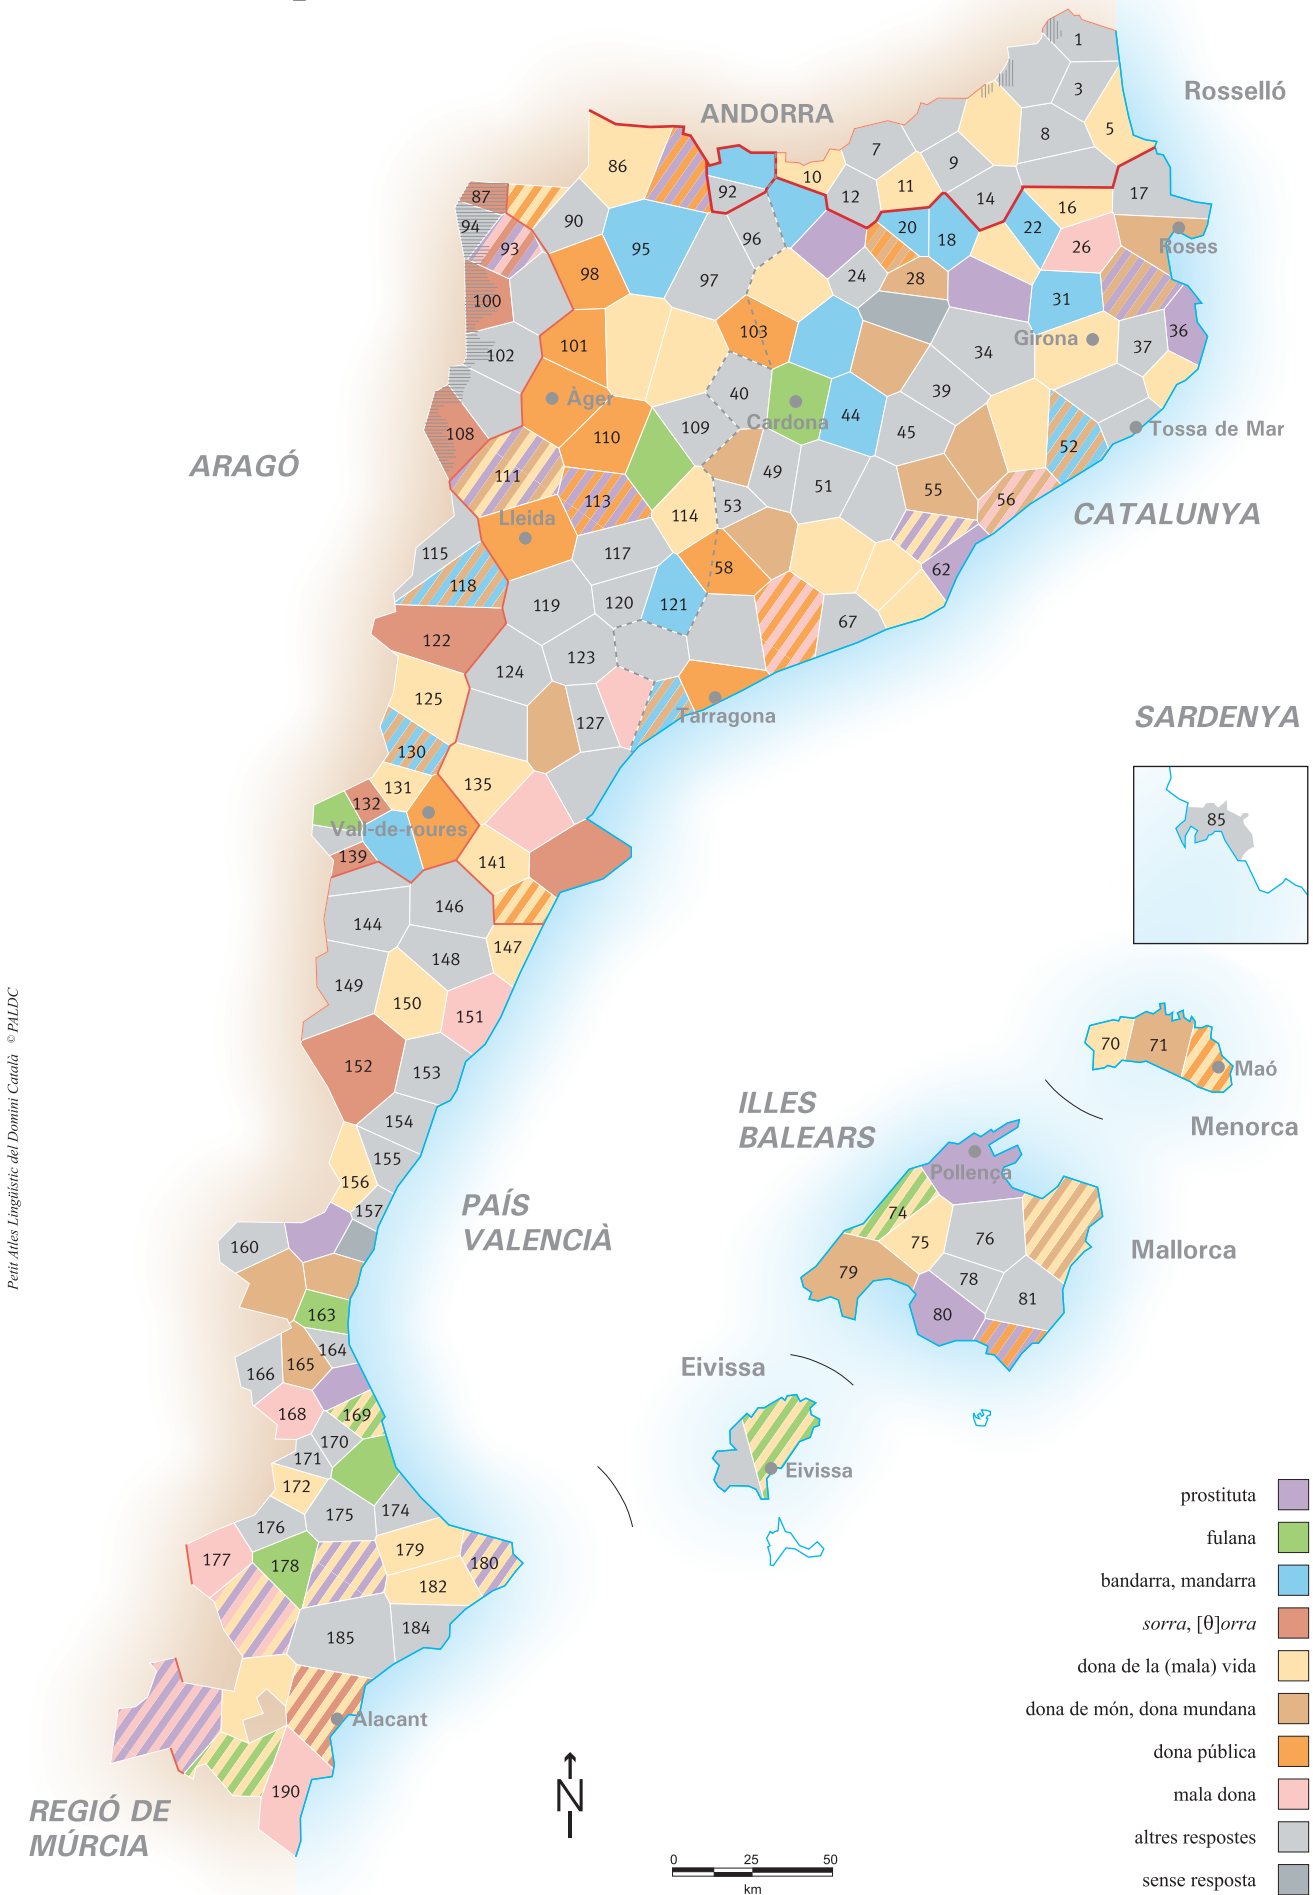 1
Rosselló
3
ANDORRA
5
8
7
9
86
10
11
12
14
92
17
87
16
90
94
93
20
18
22
26
Roses
96
95
98
97
24
28
100
31
36
103
101
Girona
37
34
102
Àger
40
39
Cardona
44
109
45
Tossa de Mar
108
110
52
ARAGÓ
49
111
51
55
113
53
56
114
CATALUNYA
Lleida
115
117
58
62
118
119
120
121
67
122
123
124
125
127
Tarragona
SARDENYA
130
131
135
132
85
Vall-de-roures
139
141
146
144
147
148
149
150
151
70
71
152
153
Maó
ILLES
BALEARS
154
Menorca
155
Pollença
156
PAÍS
VALENCIÀ
157
74
76
160
75
Mallorca
79
78
81
163
80
164
165
166
Eivissa
168
169
170
171
Eivissa
172
174
175
prostituta
176
fulana
177
178
179
180
bandarra, mandarra
182
184
sorra, [θ]orra
185
dona de la (mala) vida
dona de món, dona mundana
Alacant
dona pública
190
N
mala dona
REGIÓ DE
MÚRCIA
altres respostes
0 25 50
km
sense resposta
Petit Atles Lingüístic del Domini Català © PALDC